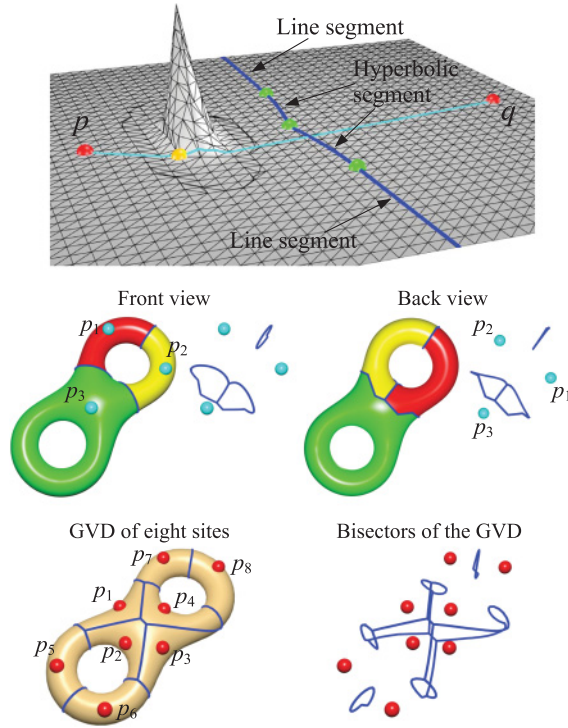 Line segment
Hyperbolic
segment
p
q
Line segment
Front view
Back view
p1
p2
p3
p2
p1
p3
GVD of eight sites
Bisectors of the GVD
p7
p8
p1
p4
p5
p2
p3
p6